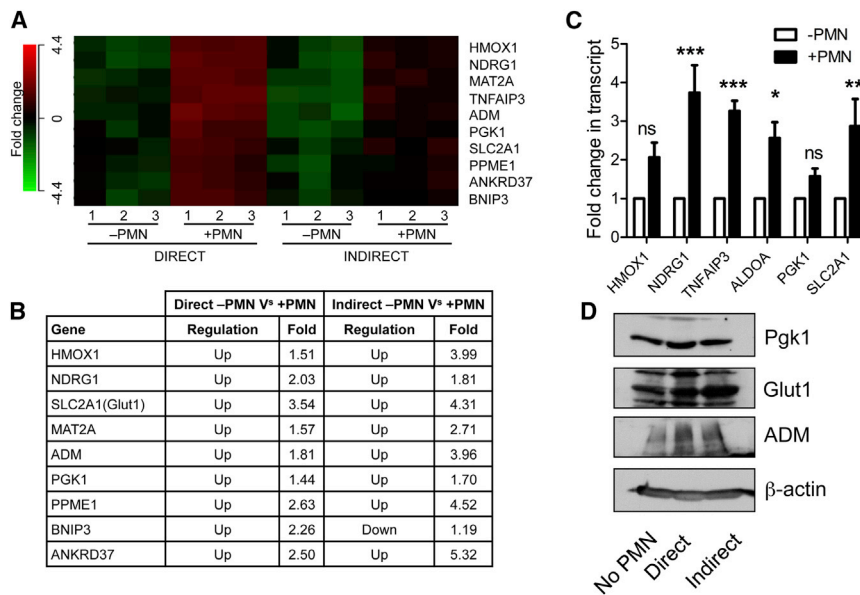 A
4.4
0
-4.4
Fold change
HMOX1
NDRG1
MAT2A
TNFAIP3
ADM
PGK1
SLC2A1
PPME1
ANKRD37
BNIP3
1 2 3 1 2 3 1 2 3 1 2 3
–PMN +PMN –PMN +PMN
DIRECT INDIRECT
B
Direct –PMN Vs +PMN Indirect –PMN Vs +PMN
Gene Regulation Fold Regulation Fold
HMOX1 Up 1.51 Up 3.99
NDRG1 Up 2.03 Up 1.81
SLC2A1(Glut1) Up 3.54 Up 4.31
MAT2A Up 1.57 Up 2.71
ADM Up 1.81 Up 3.96
PGK1 Up 1.44 Up 1.70
PPME1 Up 2.63 Up 4.52
BNIP3 Up 2.26 Down 1.19
ANKRD37 Up 2.50 Up 5.32
C
-PMN
+PMN
Fold change in transcript
5
4
3
2
1
0
ns *** *** * ns **
HMOX1 NDRG1 TNFAIP3 ALDOA PGK1 SLC2A1
D
Pgk1
Glut1
ADM
β-actin
No PMN Direct Indirect